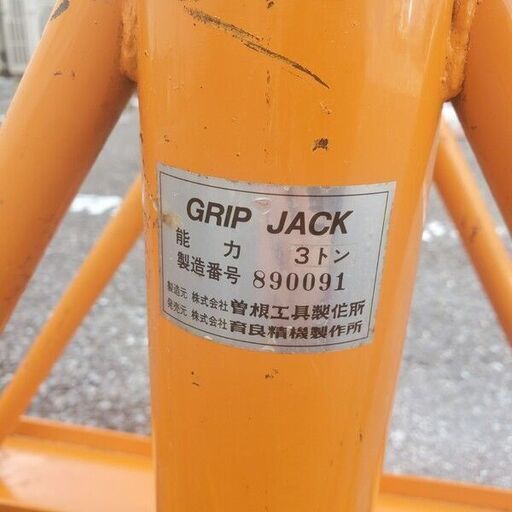 GRIP JACK
能力 3トン
製造番号 890091
製造元 株式会社 曽根工具製作所
発売元 株式会社 育良精機製作所